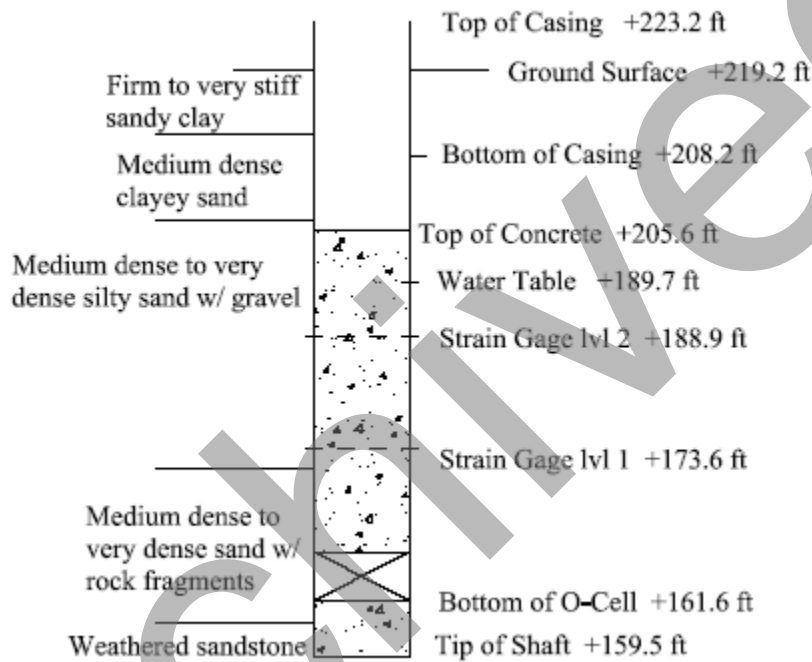 Top of Casing +223.2 ft
Ground Surface +219.2 ft
Firm to very stiff
sandy clay
Medium dense
clayey sand
Bottom of Casing +208.2 ft
Top of Concrete +205.6 ft
Medium dense to very
dense silty sand w/ gravel
Water Table +189.7 ft
Strain Gage lvl 2 +188.9 ft
Strain Gage lvl 1 +173.6 ft
Medium dense to
very dense sand w/
rock fragments
Bottom of O-Cell +161.6 ft
Weathered sandstone
Tip of Shaft +159.5 ft